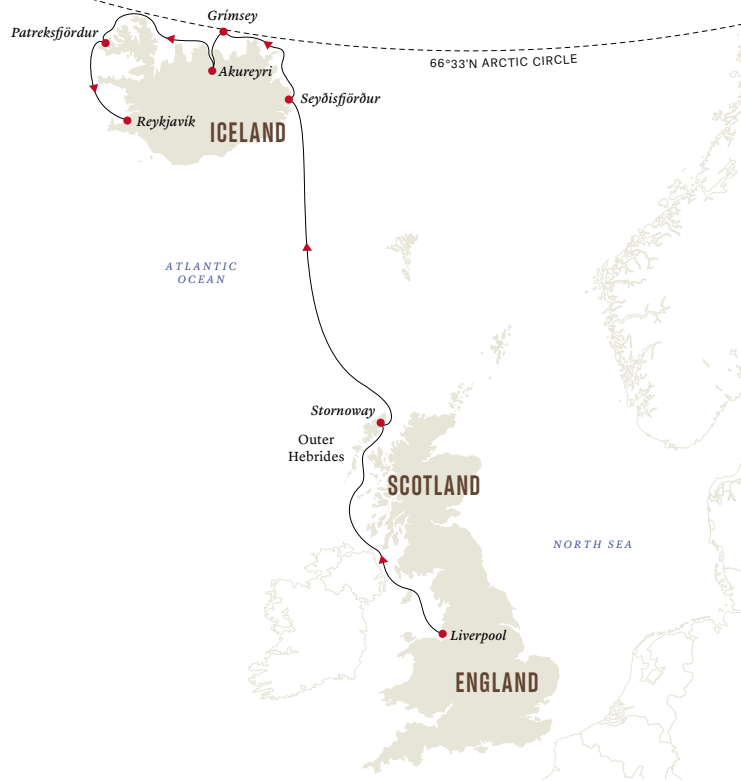 Grímsey
Patreksfjördur
66°33'N ARCTIC CIRCLE
Akureyri
Seyðisfjörður
Reykjavík
ICELAND
ATLANTIC
OCEAN
Stornoway
Outer
Hebrides
SCOTLAND
NORTH SEA
Liverpool
ENGLAND